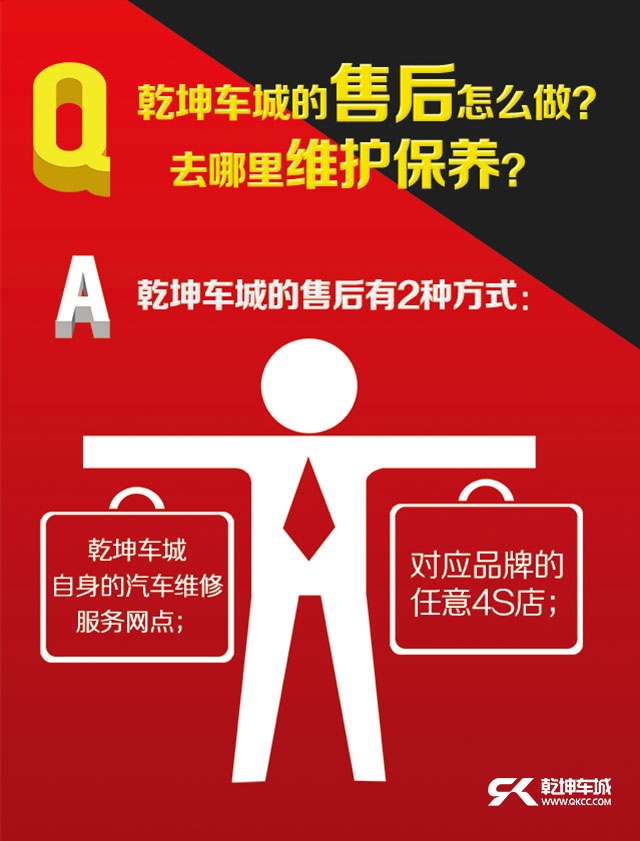 Q
乾坤车城的售后怎么做?
去哪里维护保养?
A
乾坤车城的售后有2种方式:
乾坤车城
自身的汽车维修
服务网点;
对应品牌的
任意4S店;
乾坤车城
WWW.QKCC.COM